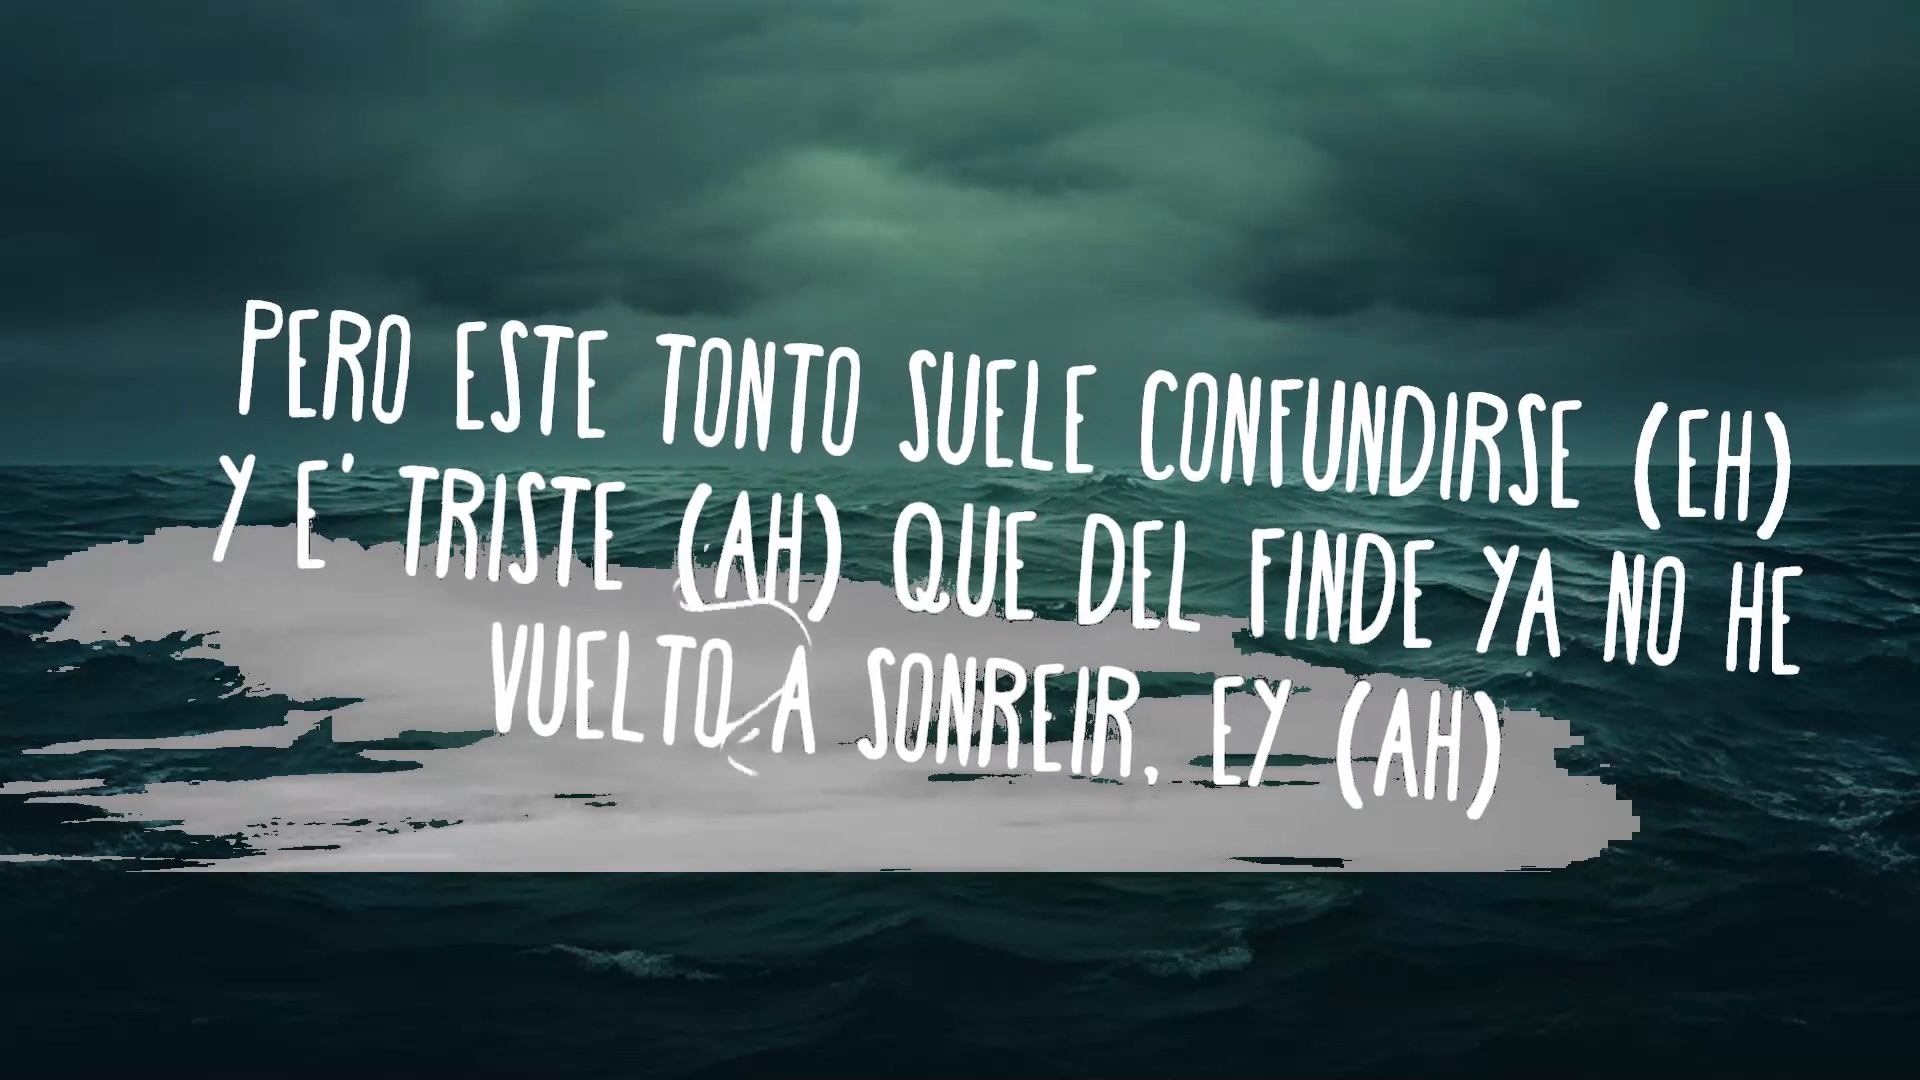 PERO ESTE TONTO SUELE CONFUNDIRSE (EH)
Y E' TRISTE (AH) QUE DEL FINDE YA NO HE
VUELTO A SONREIR, EY (AH)